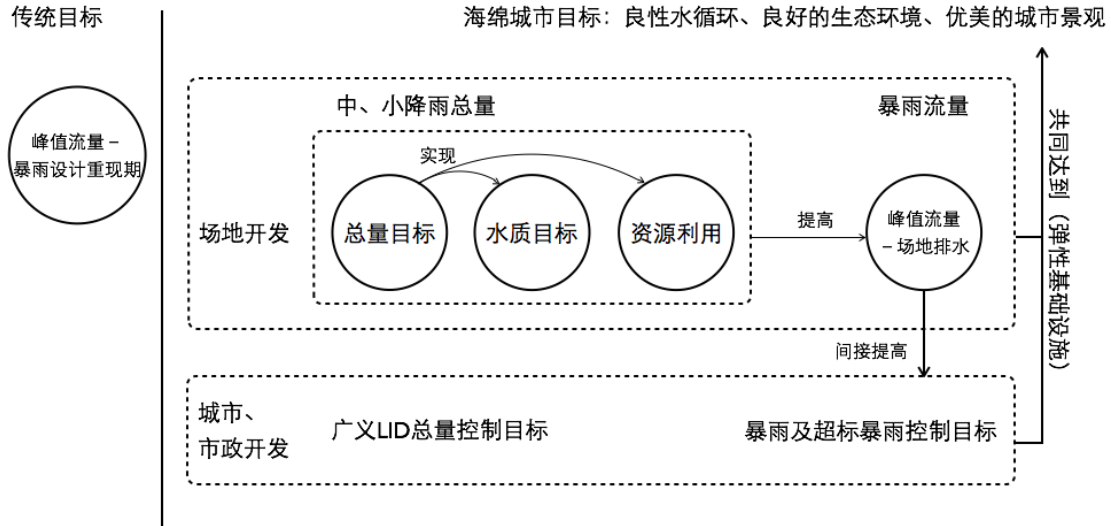 传统目标
海绵城市目标：良性水循环、良好的生态环境、优美的城市景观
峰值流量 –
暴雨设计重现期
中、小降雨总量
暴雨流量
实现
场地开发
总量目标
水质目标
资源利用
提高
峰值流量
– 场地排水
间接提高
共同达到（弹性基础设施）
城市、
市政开发
广义LID总量控制目标
暴雨及超标暴雨控制目标